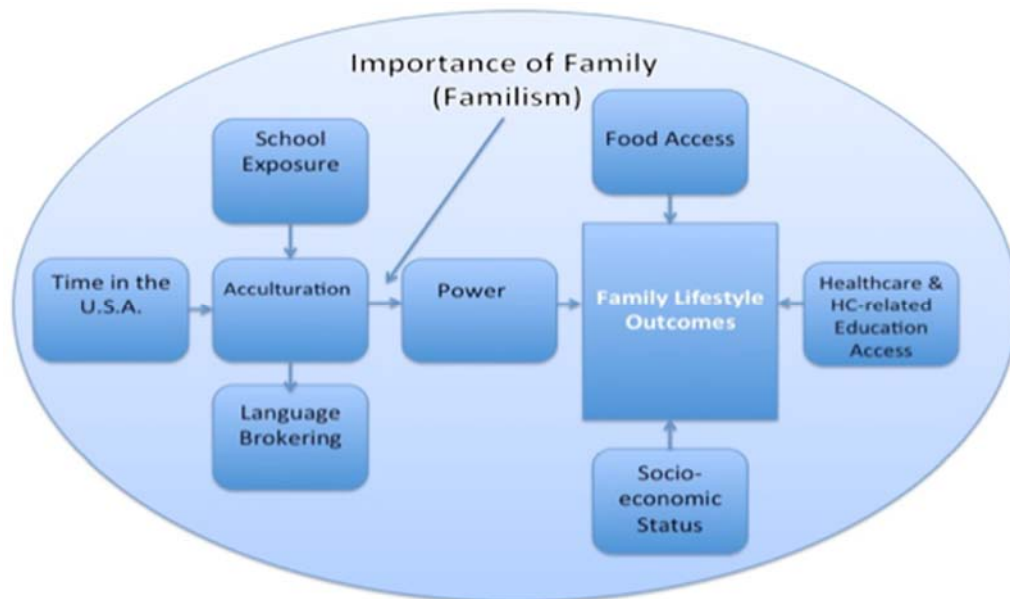 Importance of Family
(Familism)
School
Exposure
Food Access
Time in the
U.S.A.
Acculturation
Power
Family Lifestyle
Outcomes
Healthcare &
HC-related
Education
Access
Language
Brokering
Socio-
economic
Status